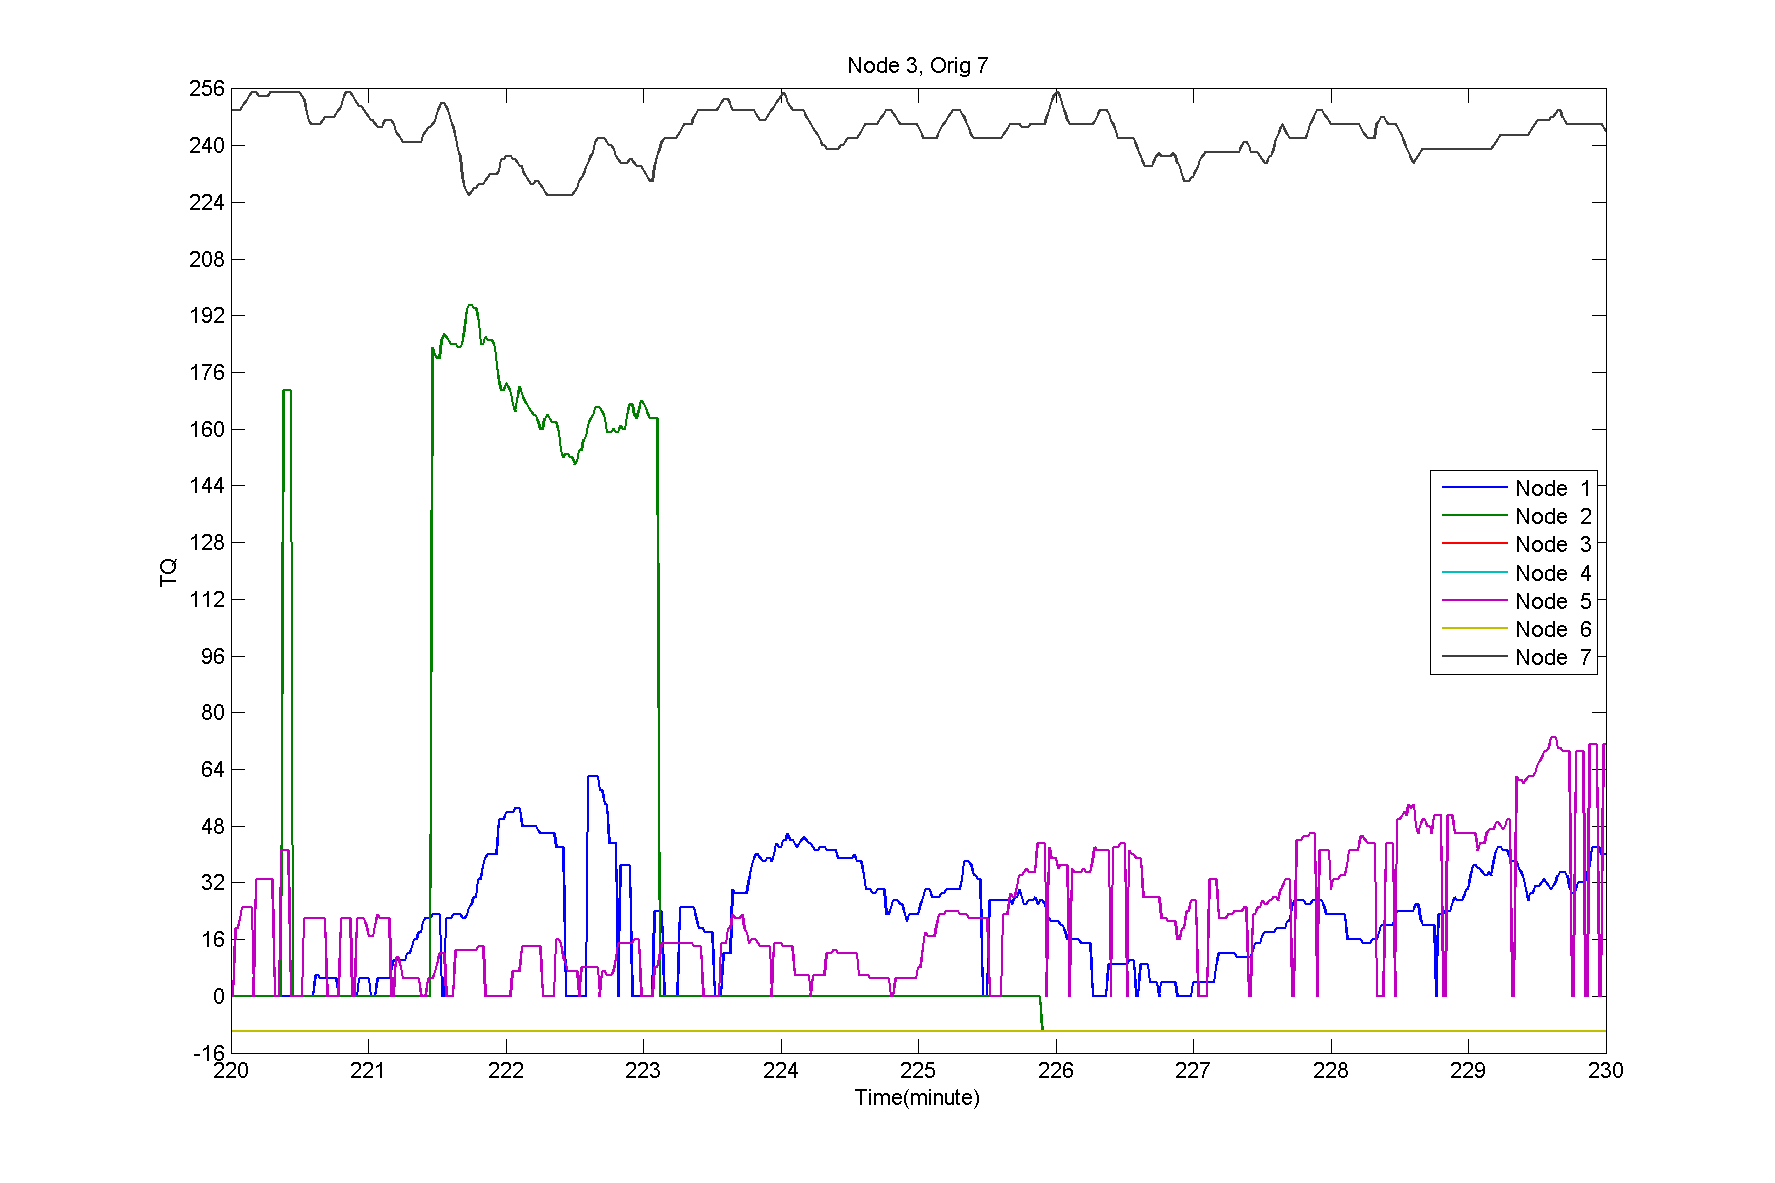 Node 3, Orig 7
256
240
224
208
192
176
160
144
128
112
96
80
64
48
32
16
0
-16
TQ
Node 1
Node 2
Node 3
Node 4
Node 5
Node 6
Node 7
220 221 222 223 224 225 226 227 228 229 230
Time(minute)